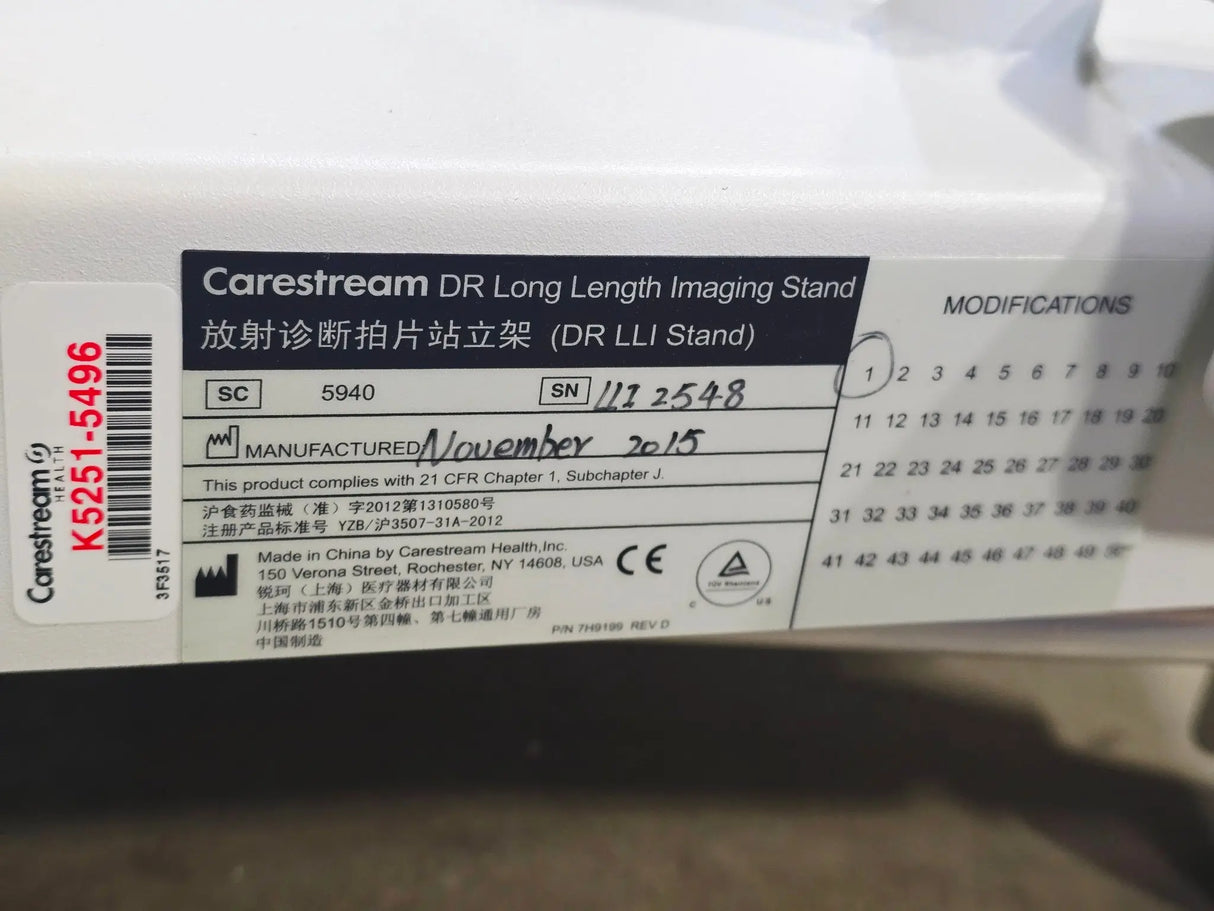 Carestream
HEALTH
K5251-5496
3F3517
Carestream DR Long Length Imaging Stand
放射诊断拍片站立架 (DR LLI Stand)
SC 5940 SN LLI 2548
MANUFACTURED: November 2015
This product complies with 21 CFR Chapter 1, Subchapter J.
沪食药监械（准）字2012第1310580号
注册产品标准号 YZB/沪3507-31A-2012
Made in China by Carestream Health,Inc.
150 Verona Street, Rochester, NY 14608, USA
锐珂（上海）医疗器材有限公司
上海市浦东新区金桥出口加工区
川桥路1510号第四幢、第七幢通用厂房
中国制造
CE
TÜV Rheinland
C US
P/N 7H9199 REV D
MODIFICATIONS
1 2 3 4 5 6 7 8 9 10
11 12 13 14 15 16 17 18 19 20
21 22 23 24 25 26 27 28 29 30
31 32 33 34 35 36 37 38 39 40
41 42 43 44 45 46 47 48 49 50